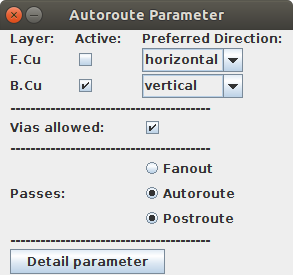 Autoroute Parameter
Layer: Active: Preferred Direction:
F.Cu horizontal
B.Cu vertical
----------------------------------------
Vias allowed:
----------------------------------------
Fanout
Passes: Autoroute
Postroute
----------------------------------------
Detail parameter